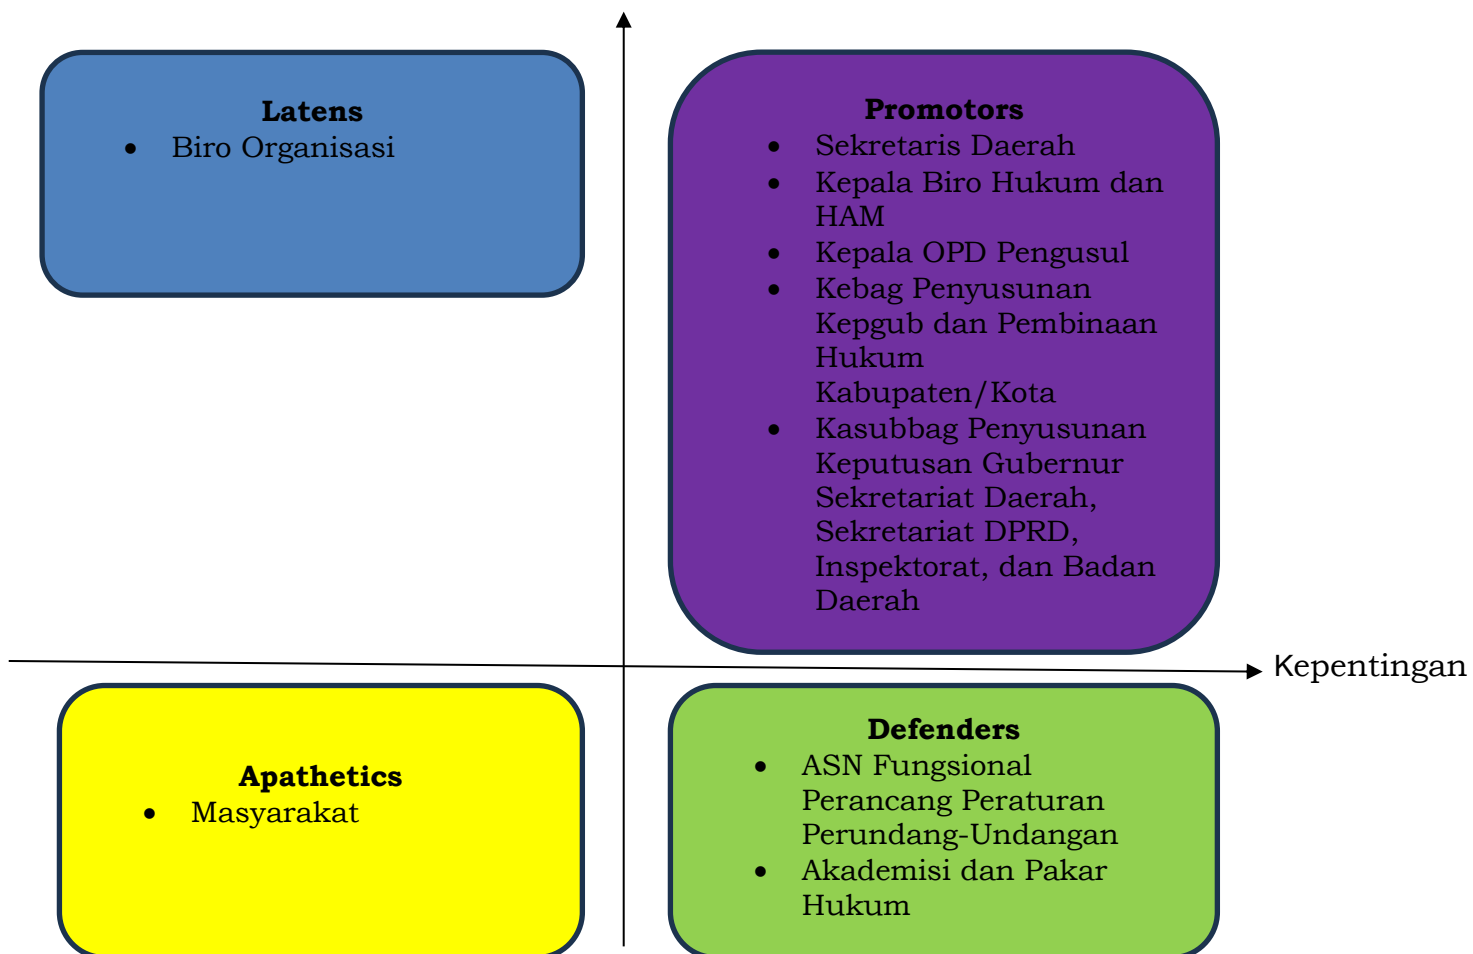 Latens
• Biro Organisasi
Promotors
• Sekretaris Daerah
• Kepala Biro Hukum dan
HAM
• Kepala OPD Pengusul
• Kebag Penyusunan
Kepgub dan Pembinaan
Hukum
Kabupaten/Kota
• Kasubbag Penyusunan
Keputusan Gubernur
Sekretariat Daerah,
Sekretariat DPRD,
Inspektorat, dan Badan
Daerah
Kepentingan
Apathetics
• Masyarakat
Defenders
• ASN Fungsional
Perancang Peraturan
Perundang-Undangan
• Akademisi dan Pakar
Hukum